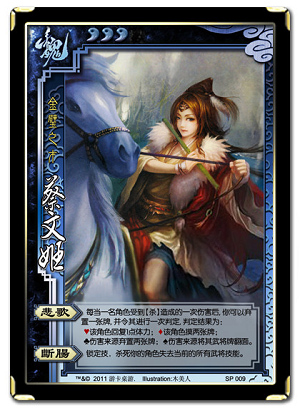 魏
金璧之才
蔡文姬
悲歌
每当一名角色受到【杀】造成的一次伤害后，你可以弃
置一张牌，并令其进行一次判定，判定结果为：
♥该角色回复1点体力；♦该角色摸两张牌；
♣伤害来源弃置两张牌；♠伤害来源将其武将牌翻面。
斷腸
锁定技，杀死你的角色失去当前的所有武将技能。
™&© 2011 游卡桌游. Illustration:木美人 SP 009